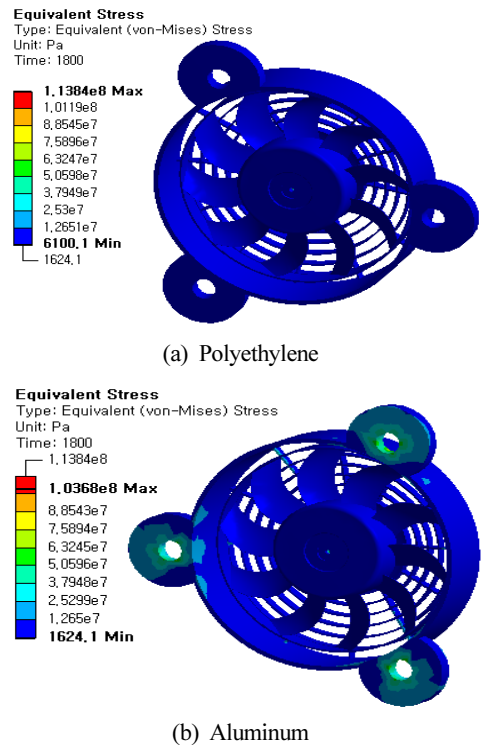 Equivalent Stress
Type: Equivalent (von-Mises) Stress
Unit: Pa
Time: 1800
1,1384e8 Max
1,0119e8
8,8545e7
7,5896e7
6,3247e7
5,0598e7
3,7949e7
2,53e7
1,2651e7
6100,1 Min
1624,1
(a) Polyethylene
Equivalent Stress
Type: Equivalent (von-Mises) Stress
Unit: Pa
Time: 1800
1,1384e8
1,0368e8 Max
8,8543e7
7,5894e7
6,3245e7
5,0596e7
3,7948e7
2,5299e7
1,265e7
1624,1 Min
(b) Aluminum